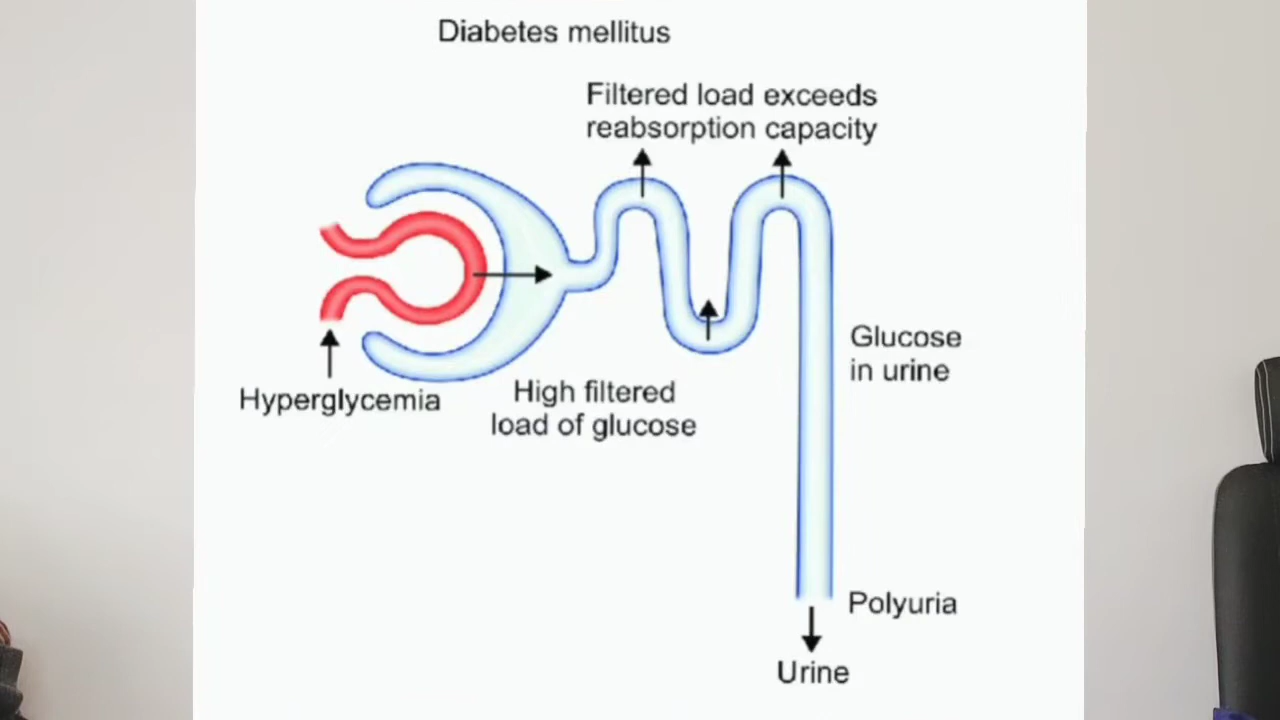 Diabetes mellitus
Filtered load exceeds
reabsorption capacity
Hyperglycemia
High filtered
load of glucose
Glucose
in urine
Polyuria
Urine